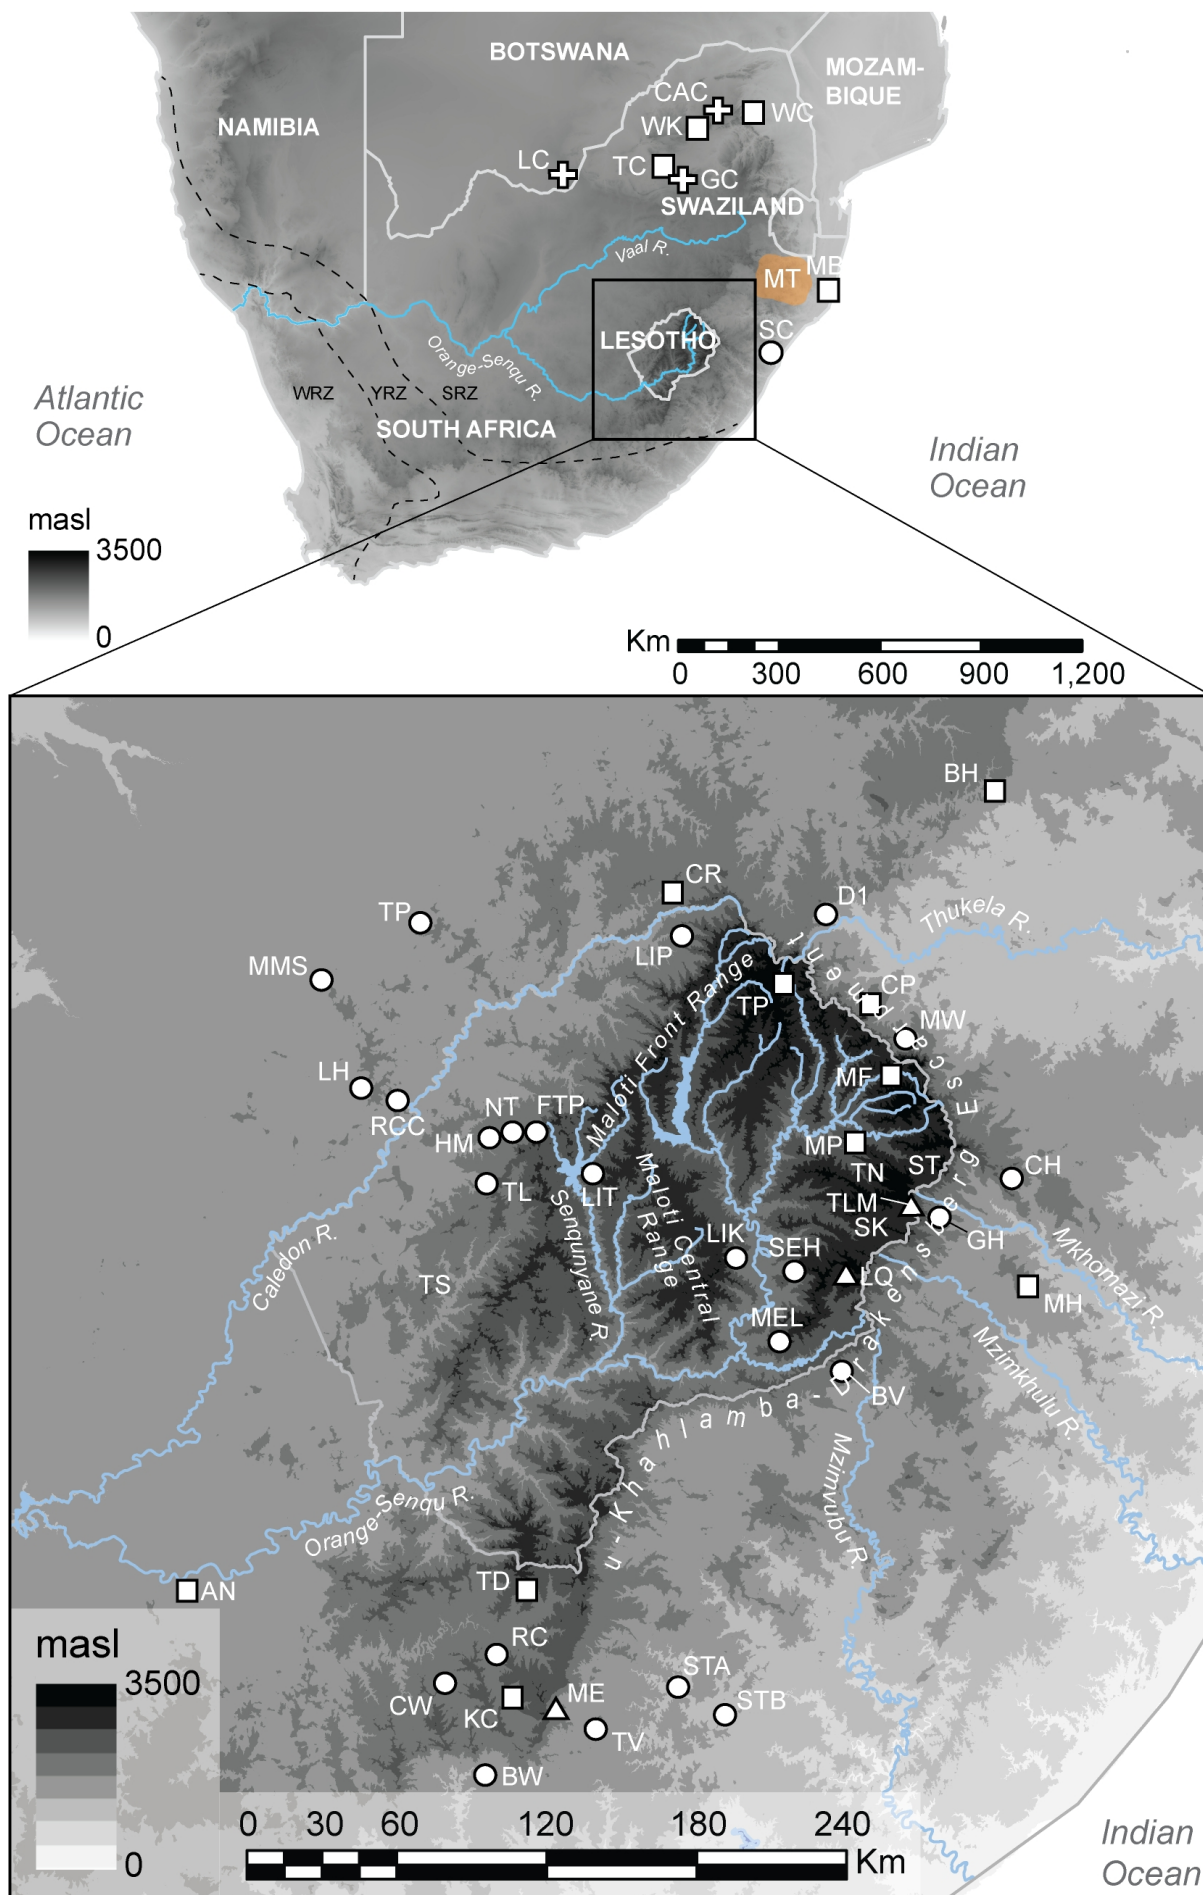 BOTSWANA
MOZAM-
BIQUE
NAMIBIA
CAC
WC
WK
LC
TC
GC
SWAZILAND
Vaal R.
MT
MB
SC
LESOTHO
Orange-Senqu R.
WRZ
YRZ
SRZ
SOUTH AFRICA
Atlantic
Ocean
Indian
Ocean
masl
3500
0
Km
0
300
600
900
1,200
BH
CR
D1
TP
Thukela R.
LIP
MMS
TP
CP
MW
Maloti Front Range
LH
RCC
NT
FTP
HM
MF
MP
TN
ST
CH
TL
LIT
TLM
SK
GH
Senqunyane R
Maloti Central
Range
LIK
SEH
LQ
MH
Mkhomazi R
Caledon R.
TS
MEL
BV
Mzimkhulu R.
u-Khahlamba-Drakensberg Escarpment
Mzimvubu R.
Orange-Senqu R.
AN
TD
RC
CW
KC
ME
STA
STB
TV
BW
masl
3500
0
0
30
60
120
180
240
Km
Indian
Ocean